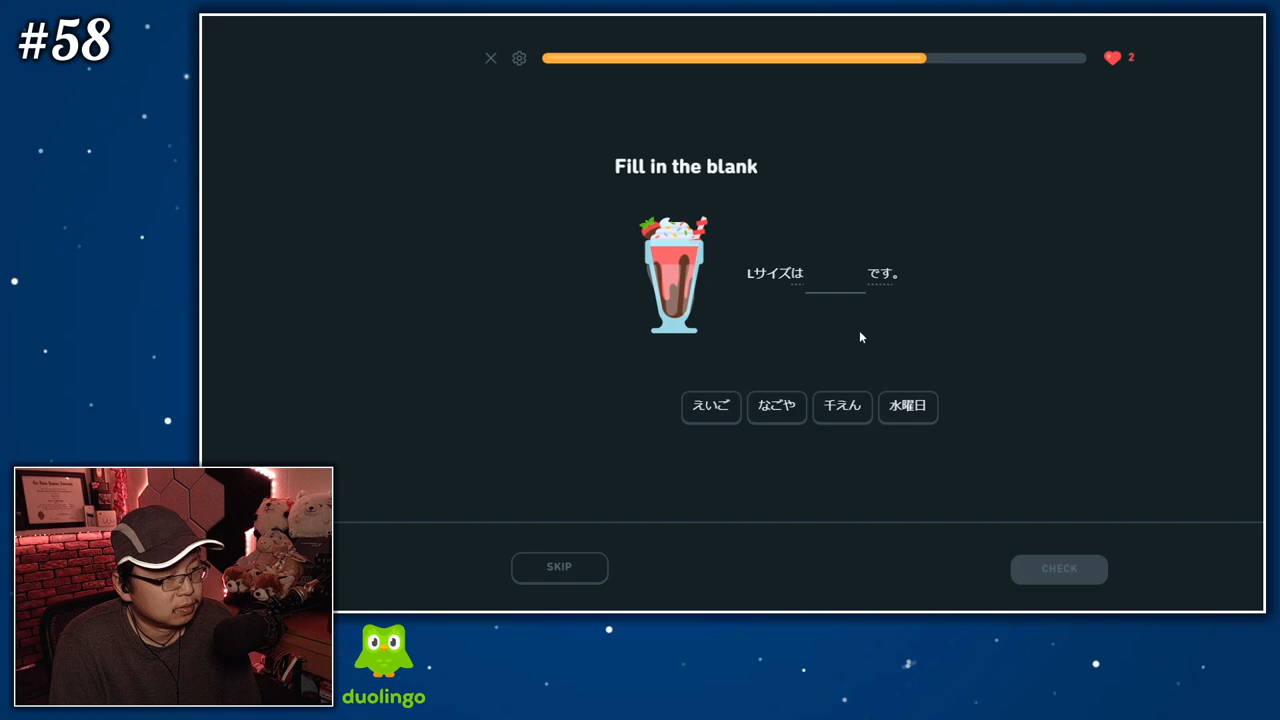 #58
2
Fill in the blank
Lサイズは です。
えいご なごや 千えん 水曜日
SKIP CHECK
duolingo